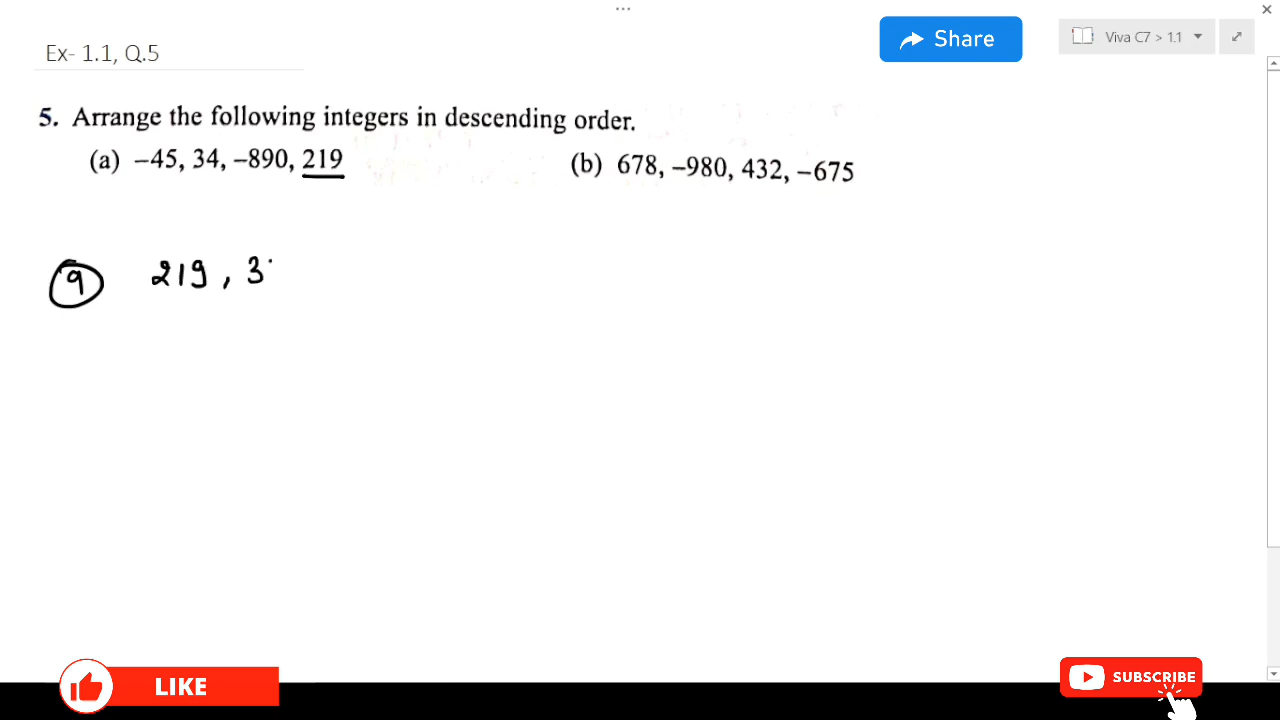 Ex- 1.1, Q.5
Share
Viva C7 > 1.1
5. Arrange the following integers in descending order.
(a) –45, 34, –890, 219
(b) 678, –980, 432, –675
219, 3
LIKE
SUBSCRIBE